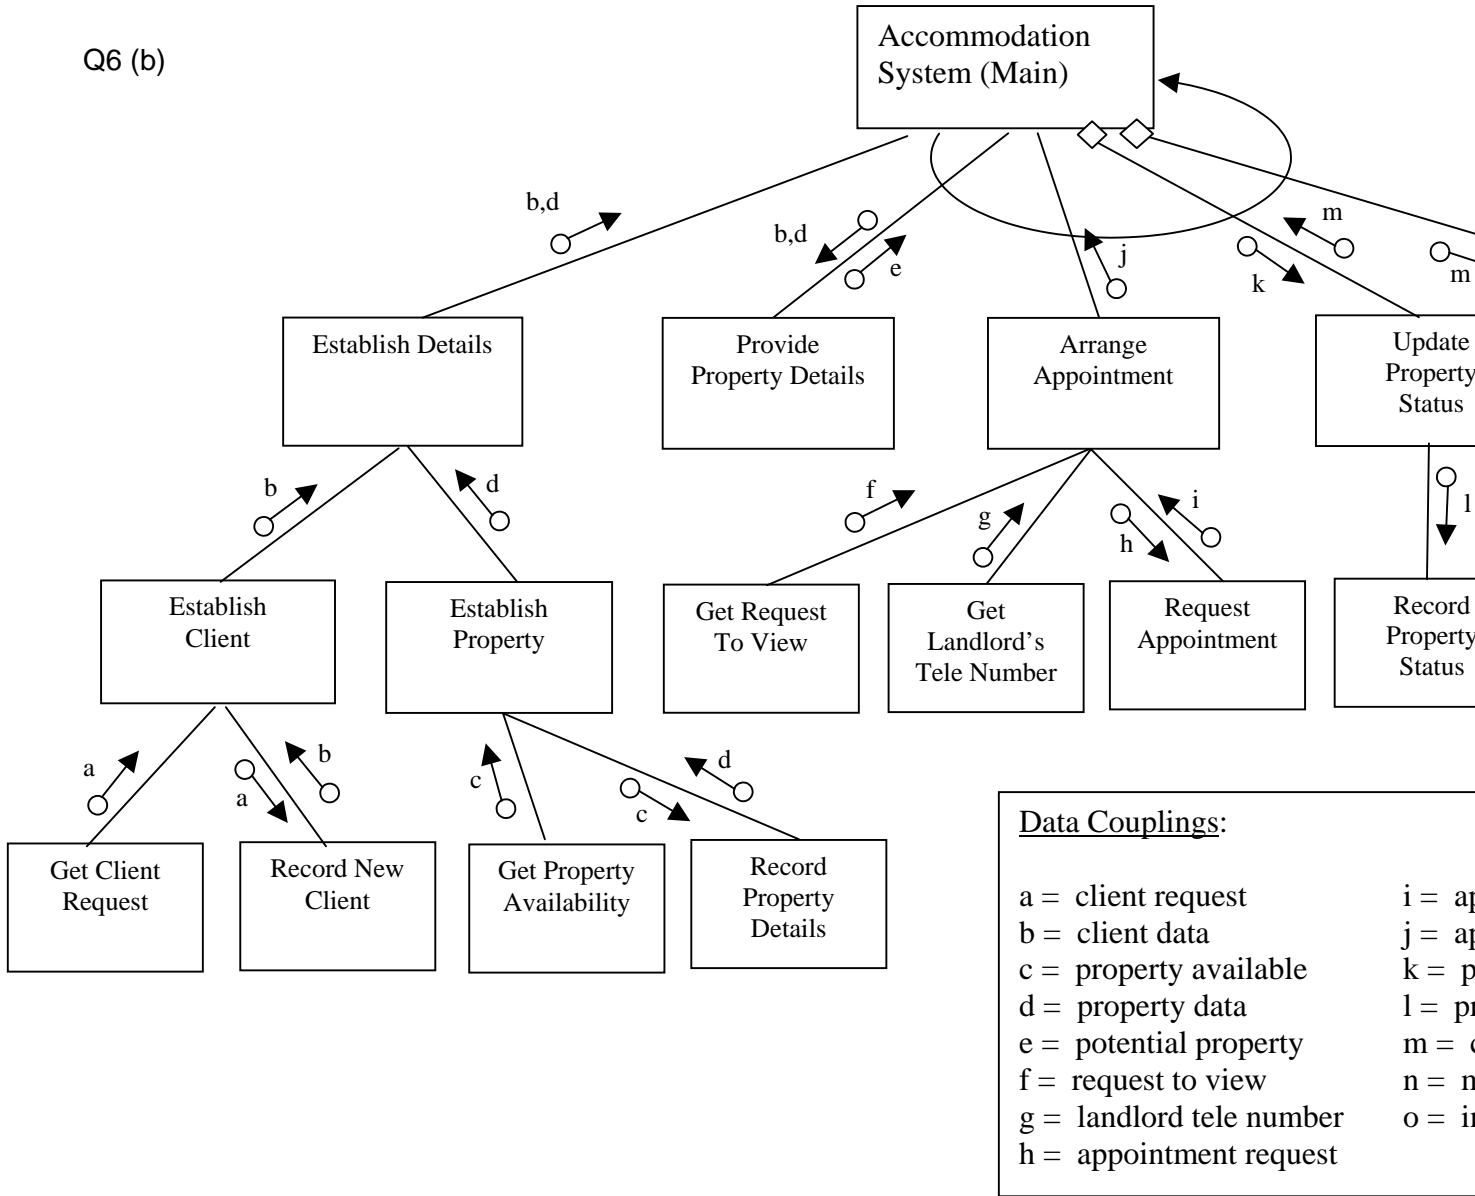 Q6 (b)
Accommodation
System (Main)
b,d
b,d
e
j
m
k
m
Establish Details
Provide
Property Details
Arrange
Appointment
Update
Property
Status
b
d
f
g
h
i
l
Establish
Client
Establish
Property
Get Request
To View
Get
Landlord's
Tele Number
Request
Appointment
Record
Property
Status
a
a
b
c
c
d
Get Client
Request
Record New
Client
Get Property
Availability
Record
Property
Details
Data Couplings:
a = client request
b = client data
c = property available
d = property data
e = potential property
f = request to view
g = landlord tele number
h = appointment request
i =
j =
k =
l =
m =
n =
o =